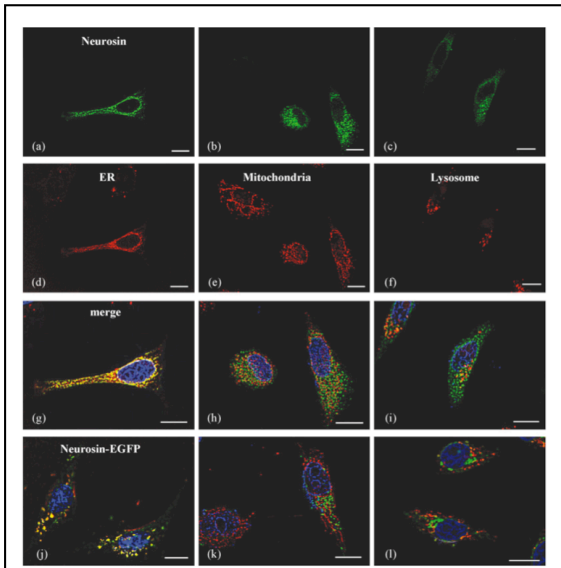 Neurosin
(a)
(b)
(c)
ER
Mitochondria
Lysosome
(d)
(e)
(f)
merge
(g)
(h)
(i)
Neurosin-EGFP
(j)
(k)
(l)